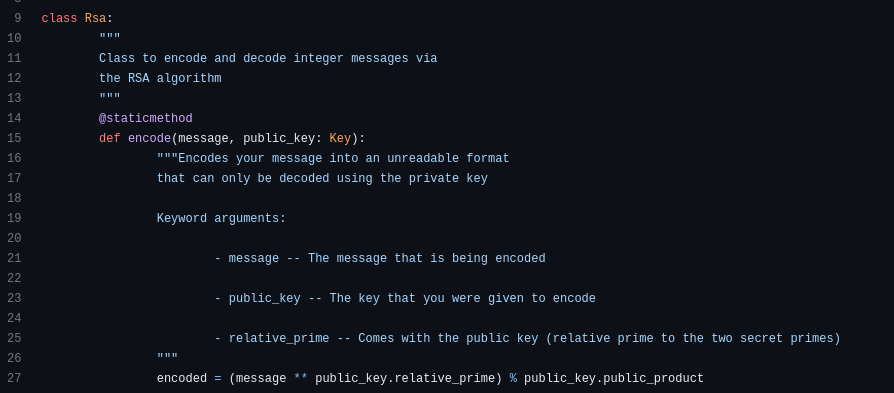 9 class Rsa:
10 """
11 Class to encode and decode integer messages via
12 the RSA algorithm
13 """
14 @staticmethod
15 def encode(message, public_key: Key):
16 """Encodes your message into an unreadable format
17 that can only be decoded using the private key
18
19 Keyword arguments:
20
21 - message -- The message that is being encoded
22
23 - public_key -- The key that you were given to encode
24
25 - relative_prime -- Comes with the public key (relative prime to the two secret primes)
26 """
27 encoded = (message ** public_key.relative_prime) % public_key.public_product